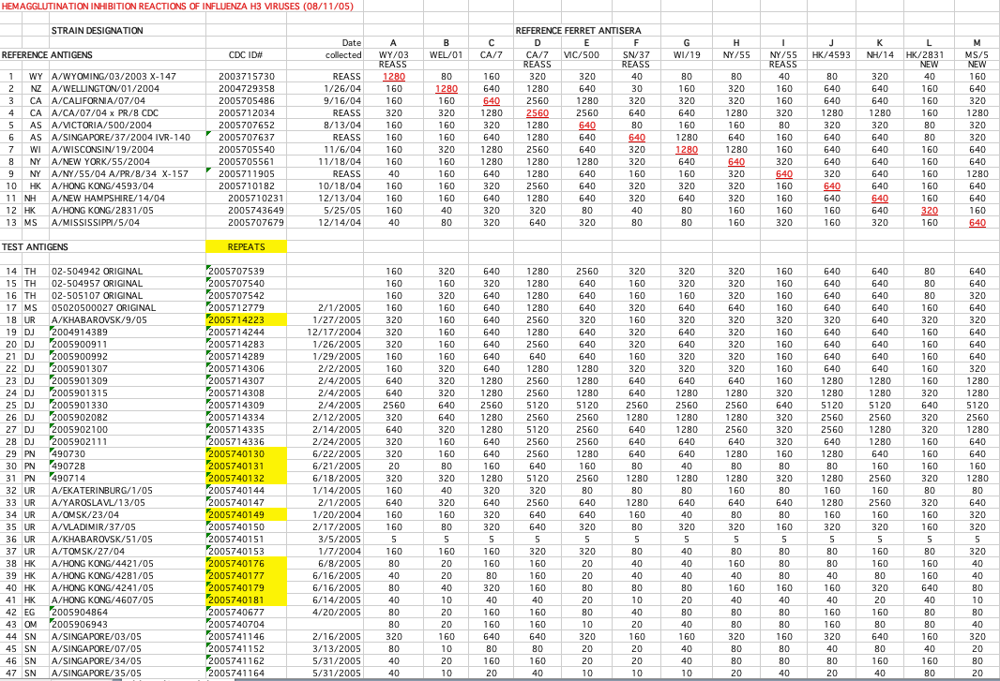 HEMAGGLUTINATION INHIBITION REACTIONS OF INFLUENZA H3 VIRUSES (08/11/05)
STRAIN DESIGNATION REFERENCE FERRET ANTISERA
Date A B C D E F G H I J K L M
REFERENCE ANTIGENS CDC ID# collected WY/03 WEL/01 CA/7 CA/7 VIC/500 SN/37 WI/19 NY/55 NY/55 HK/4593 NH/14 HK/2831 MS/5
REASS REASS REASS REASS NEW NEW
1 WY A/WYOMING/03/2003 X-147 2003715730 REASS 1280 80 160 320 320 40 80 80 40 80 320 40 160
2 NZ A/WELLINGTON/01/2004 2004729358 1/26/04 160 1280 640 1280 640 30 160 320 160 640 640 160 640
3 CA A/CALIFORNIA/07/04 2005705486 9/16/04 160 160 640 2560 1280 320 320 320 160 640 640 160 320
4 CA A/CA/07/04 x PR/8 CDC 2005712034 REASS 320 320 1280 2560 2560 640 640 1280 320 1280 1280 160 1280
5 AS A/VICTORIA/500/2004 2005707652 8/13/04 160 160 320 1280 640 80 160 160 80 320 320 80 320
6 AS A/SINGAPORE/37/2004 IVR-140 2005707637 REASS 160 160 640 1280 640 640 1280 640 160 640 640 80 320
7 WI A/WISCONSIN/19/2004 2005705540 11/6/04 160 320 1280 2560 640 320 1280 1280 160 640 640 160 640
8 NY A/NEW YORK/55/2004 2005705561 11/18/04 160 160 1280 1280 1280 320 640 640 320 640 640 160 640
9 NY A/NY/55/04 A/PR/8/34 X-157 2005711905 REASS 40 160 640 1280 640 160 160 320 640 320 640 160 1280
10 HK A/HONG KONG/4593/04 2005710182 10/18/04 160 160 320 2560 640 320 320 320 160 640 640 160 640
11 NH A/NEW HAMPSHIRE/14/04 2005710231 12/13/04 160 160 640 1280 640 320 640 320 160 640 640 160 640
12 HK A/HONG KONG/2831/05 2005743649 5/25/05 160 40 320 320 80 40 80 160 160 160 320 320 160
13 MS A/MISSISSIPPI/5/04 2005707679 12/14/04 40 80 320 640 320 80 80 160 320 160 320 160 640
TEST ANTIGENS REPEATS
14 TH 02-504942 ORIGINAL 2005707539 160 320 640 1280 2560 320 320 320 160 640 640 80 640
15 TH 02-504957 ORIGINAL 2005707540 160 160 320 1280 640 160 320 320 160 640 640 80 640
16 TH 02-505107 ORIGINAL 2005707542 160 160 640 1280 640 160 320 320 160 640 640 80 640
17 MS 05020500027 ORIGINAL 2005712779 2/1/2005 160 160 640 1280 640 320 640 640 160 640 640 160 640
18 UR A/KHABAROVSK/9/05 2005714223 1/27/2005 320 160 640 2560 320 160 320 320 320 320 320 320 320
19 DJ 2004914389 2005714244 12/17/2004 320 160 640 1280 640 320 640 320 160 640 640 160 640
20 DJ 2005900911 2005714283 1/26/2005 320 160 640 2560 640 320 640 320 160 640 640 160 640
21 DJ 2005900992 2005714289 1/29/2005 160 160 640 640 640 160 320 320 160 640 640 160 640
22 DJ 2005901307 2005714306 2/2/2005 160 160 320 1280 640 320 320 320 160 640 640 160 320
23 DJ 2005901309 2005714307 2/4/2005 640 320 1280 2560 1280 640 640 640 160 1280 1280 160 1280
24 DJ 2005901315 2005714308 2/4/2005 640 320 1280 2560 1280 640 1280 1280 320 1280 1280 320 1280
25 DJ 2005901330 2005714309 2/4/2005 2560 640 2560 5120 5120 2560 2560 2560 640 5120 5120 640 5120
26 DJ 2005902082 2005714334 2/12/2005 320 640 1280 2560 2560 1280 1280 1280 320 2560 2560 320 2560
27 DJ 2005902100 2005714335 2/14/2005 640 320 1280 5120 2560 1280 2560 1280 320 2560 2560 320 1280
28 DJ 2005902111 2005714336 2/24/2005 320 160 640 2560 2560 640 640 640 320 640 1280 160 640
29 PN 490730 2005740130 6/22/2005 640 320 640 2560 1280 640 640 640 160 1280 1280 160 640
30 PN 490728 2005740131 6/21/2005 20 80 160 640 160 80 40 80 80 80 160 160 160
31 PN 490714 2005740132 6/18/2005 320 320 1280 1280 1280 320 1280 1280 320 1280 2560 320 1280
32 UR A/EKATERINBURG/1/05 2005740144 1/14/2005 160 40 320 320 80 80 80 160 80 160 160 80 80
33 UR A/YAROSLAVL/13/05 2005740147 2/1/2005 640 320 640 2560 640 1280 640 640 640 1280 2560 320 640
34 UR A/OMSK/23/04 2005740149 1/20/2004 160 160 320 640 640 160 40 80 80 160 160 160 320
35 UR A/VLADIMIR/37/05 2005740150 2/17/2005 160 80 320 640 320 80 320 320 160 320 320 160 320
36 UR A/KHABAROVSK/51/05 2005740151 3/5/2005 5 5 5 5 5 5 5 5 5 5 5 5 5
37 UR A/TOMSK/27/04 2005740153 1/7/2004 160 160 160 320 320 80 40 80 80 80 160 80 320
38 HK A/HONG KONG/4421/05 2005740176 6/8/2005 80 20 160 160 20 40 40 160 80 80 160 160 40
39 HK A/HONG KONG/4281/05 2005740177 6/16/2005 40 20 80 160 20 40 40 80 40 40 80 160 40
40 HK A/HONG KONG/4241/05 2005740179 6/16/2005 80 40 320 160 80 80 80 160 160 160 320 640 80
41 HK A/HONG KONG/4607/05 2005740181 6/14/2005 40 10 40 40 20 10 20 40 40 40 20 40 10
42 EG 2005904864 2005740677 4/20/2005 80 20 160 160 80 40 40 80 80 160 80 80 80
43 OM 2005906943 2005740704 80 20 160 160 10 20 40 80 40 160 80 80 40
44 SN A/SINGAPORE/03/05 2005741146 2/16/2005 320 160 640 640 320 160 160 320 160 320 640 160 320
45 SN A/SINGAPORE/07/05 2005741152 3/13/2005 80 10 80 80 20 20 40 80 80 40 80 40 20
46 SN A/SINGAPORE/34/05 2005741162 5/31/2005 40 20 160 160 40 40 40 80 80 80 160 160 80
47 SN A/SINGAPORE/35/05 2005741164 5/31/2005 40 10 20 40 10 10 10 20 40 20 40 80 20